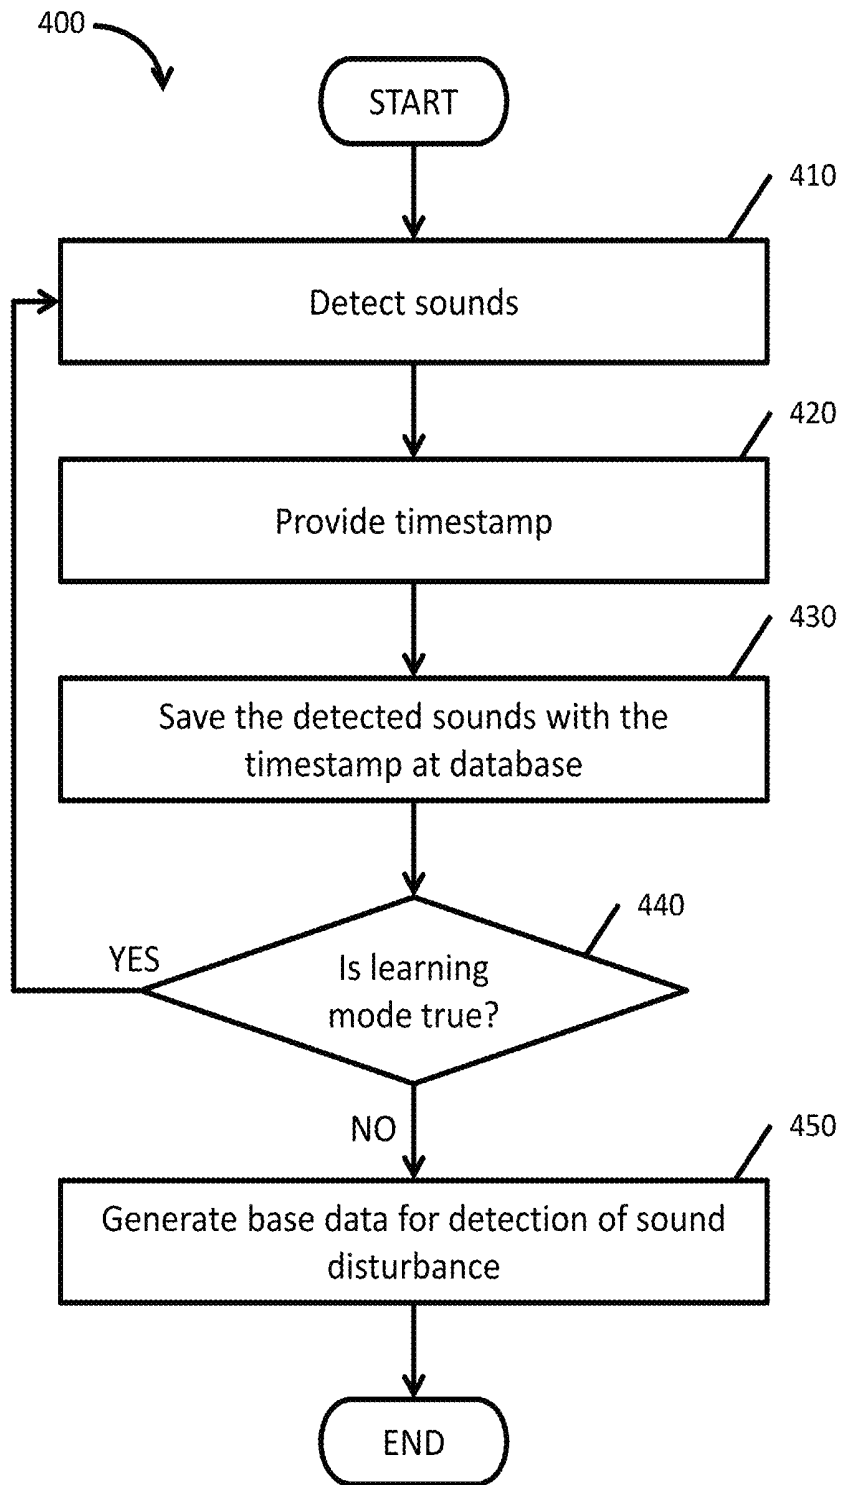 400
START
410
Detect sounds
420
Provide timestamp
430
Save the detected sounds with the
timestamp at database
440
YES
Is learning
mode true?
NO
450
Generate base data for detection of sound
disturbance
END